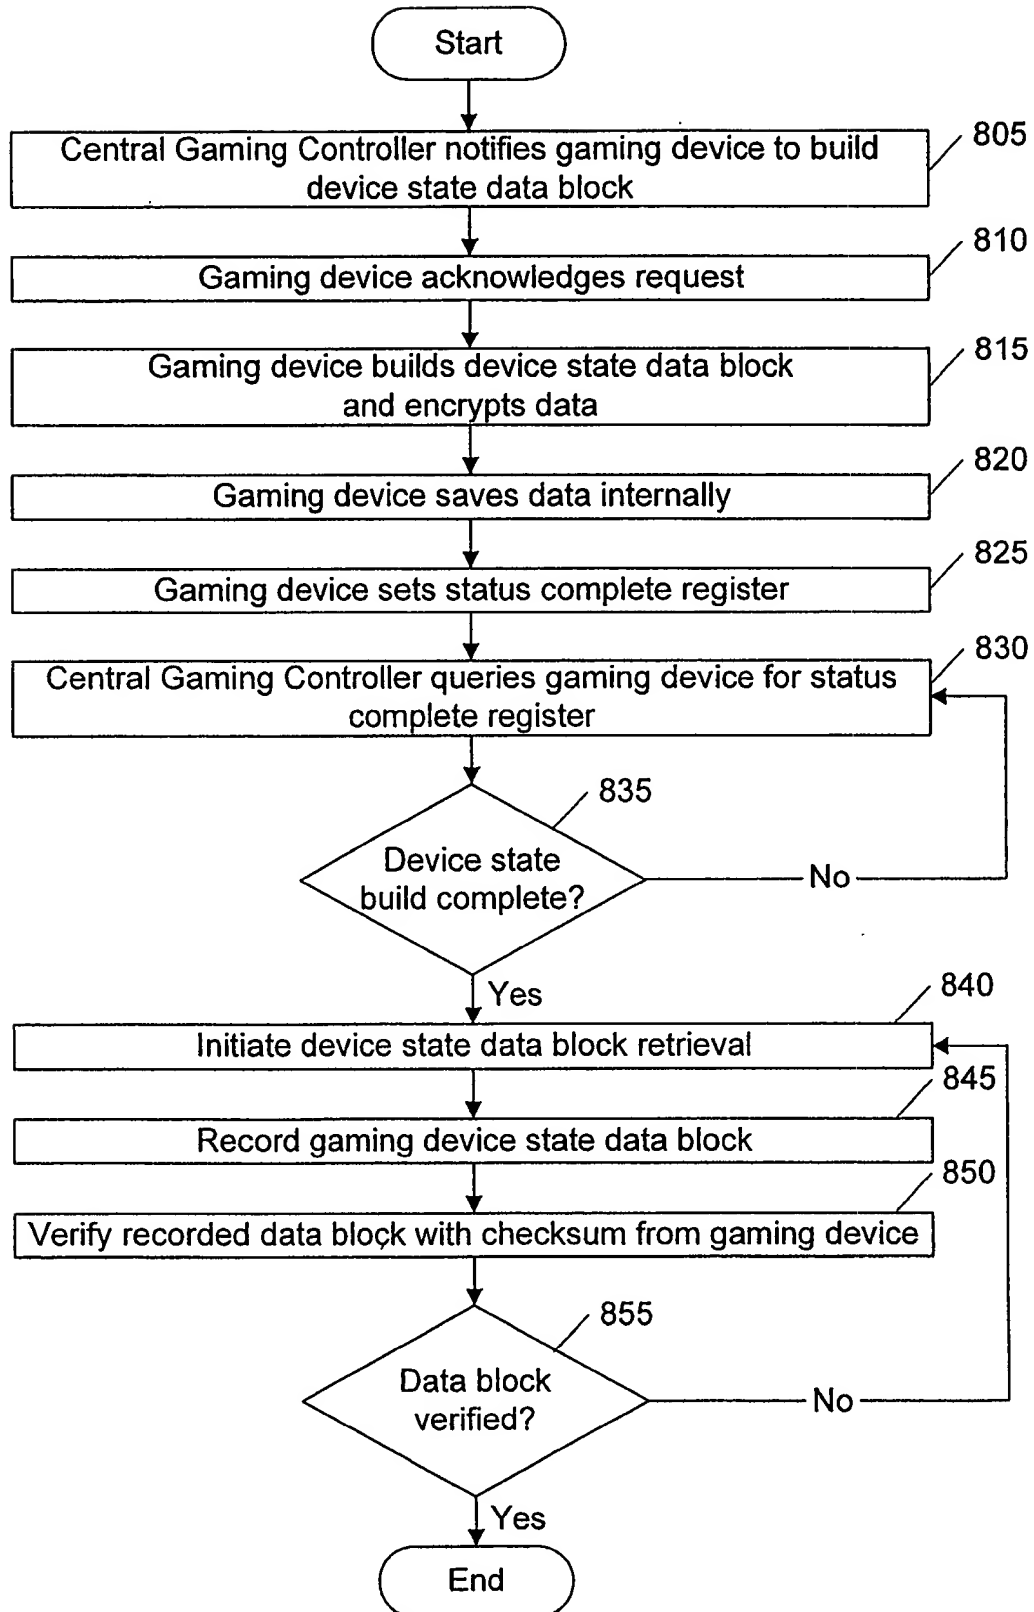 Start
805
Central Gaming Controller notifies gaming device to build
device state data block
810
Gaming device acknowledges request
815
Gaming device builds device state data block
and encrypts data
820
Gaming device saves data internally
825
Gaming device sets status complete register
830
Central Gaming Controller queries gaming device for status
complete register
835
Device state
build complete?
No
Yes
840
Initiate device state data block retrieval
845
Record gaming device state data block
850
Verify recorded data block with checksum from gaming device
855
Data block
verified?
No
Yes
End